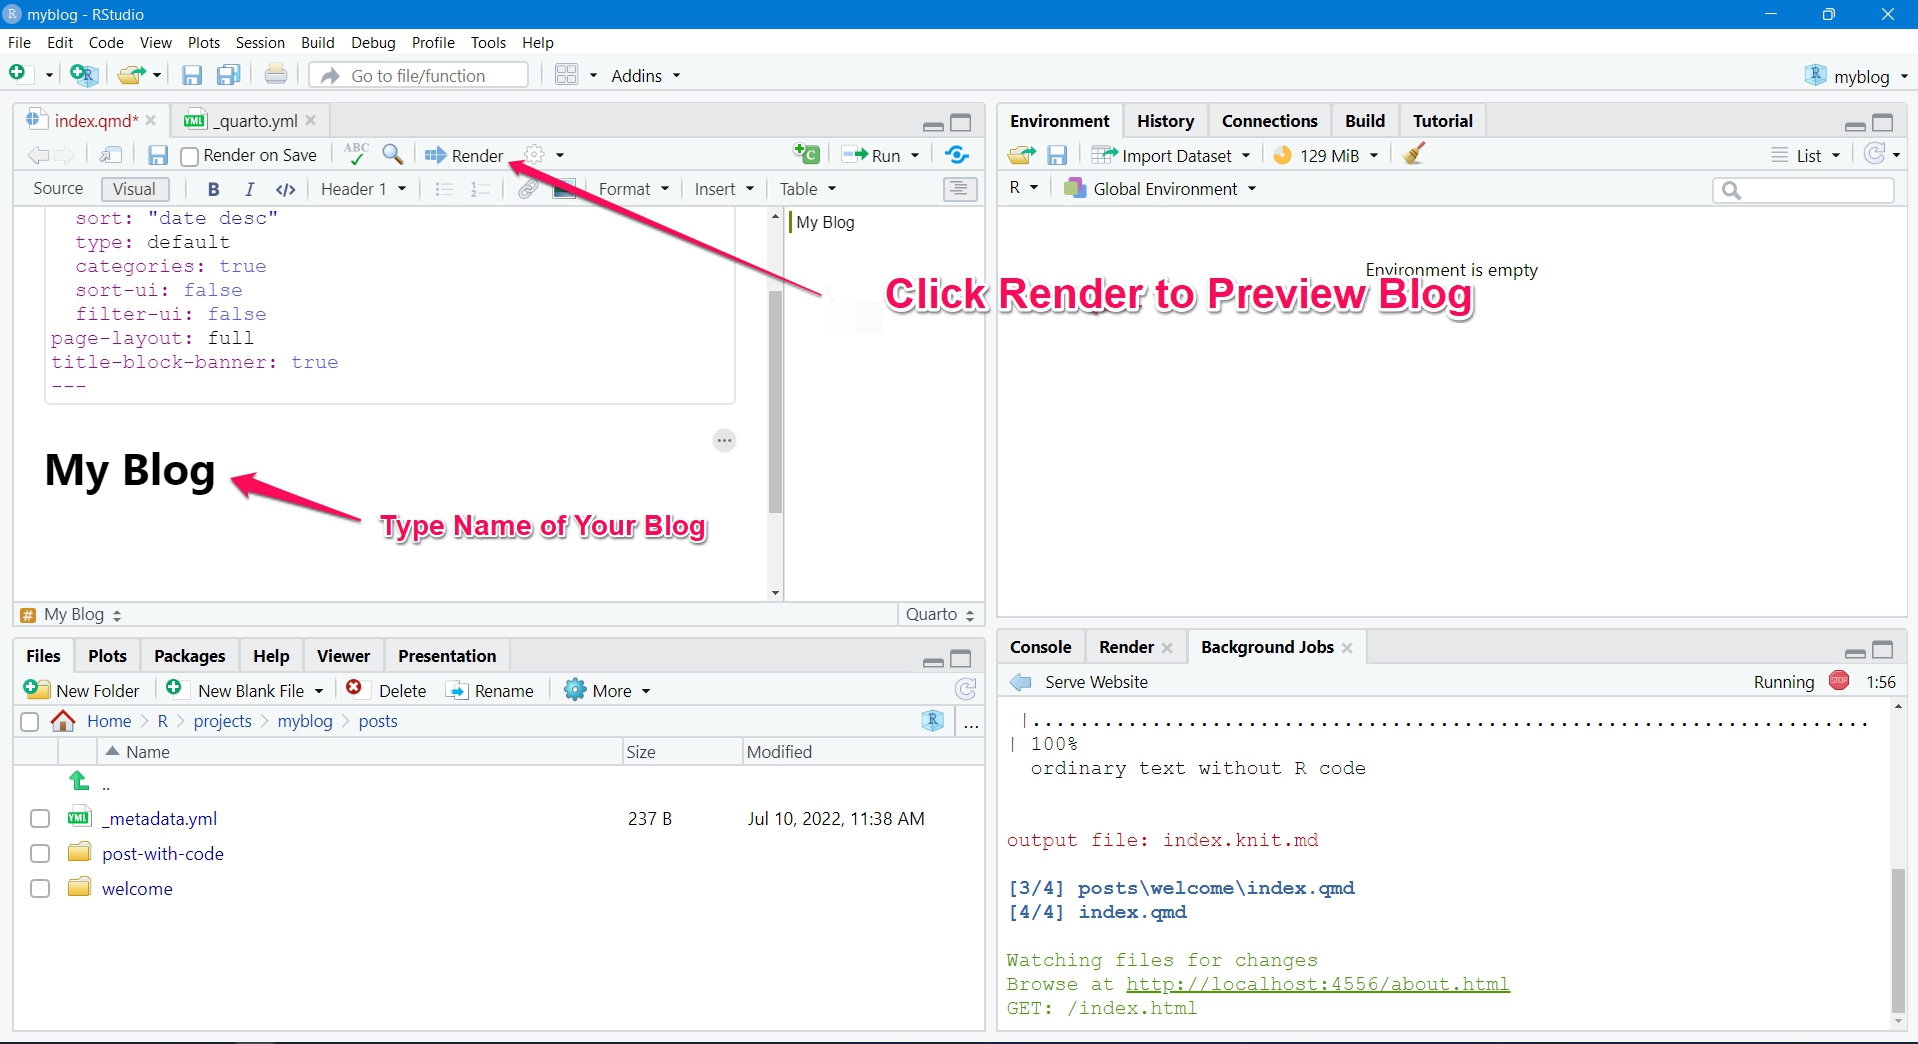 myblog - RStudio
File Edit Code View Plots Session Build Debug Profile Tools Help
Go to file/function Addins myblog
index.qmd* _quarto.yml
Render on Save ABC Render Run
Source Visual B I </> Header 1 Format Insert Table
sort: "date desc"
type: default
categories: true
sort-ui: false
filter-ui: false
page-layout: full
title-block-banner: true
---
My Blog
My Blog
Type Name of Your Blog
Click Render to Preview Blog
# My Blog Quarto
Environment History Connections Build Tutorial
Import Dataset 129 MiB List
R Global Environment
Environment is empty
Files Plots Packages Help Viewer Presentation
New Folder New Blank File Delete Rename More
Home R projects myblog posts ...
Name Size Modified
..
YML _metadata.yml 237 B Jul 10, 2022, 11:38 AM
post-with-code
welcome
Console Render Background Jobs
Serve Website Running STOP 1:56
|......................................................................
| 100%
ordinary text without R code
output file: index.knit.md
[3/4] posts\welcome\index.qmd
[4/4] index.qmd
Watching files for changes
Browse at http://localhost:4556/about.html
GET: /index.html